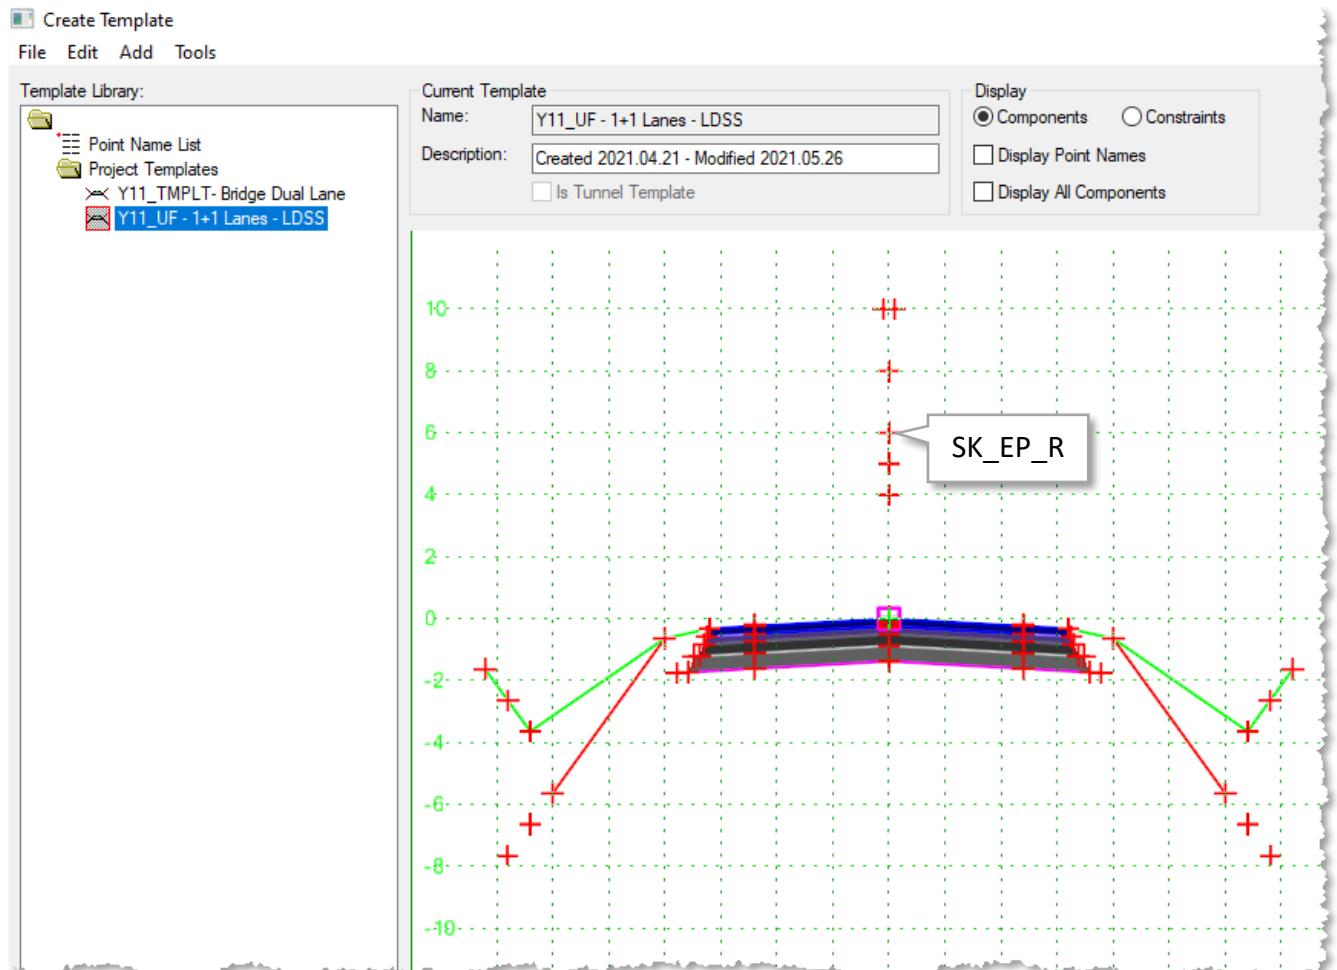 Create Template
File Edit Add Tools
Template Library:
Point Name List
Project Templates
Y11_TMPLT- Bridge Dual Lane
Y11_UF - 1+1 Lanes - LDSS
Current Template
Name: Y11_UF - 1+1 Lanes - LDSS
Description: Created 2021.04.21 - Modified 2021.05.26
Is Tunnel Template
Display
Components Constraints
Display Point Names
Display All Components
10
8
6
SK_EP_R
4
2
0
-2
-4
-6
-8
-10